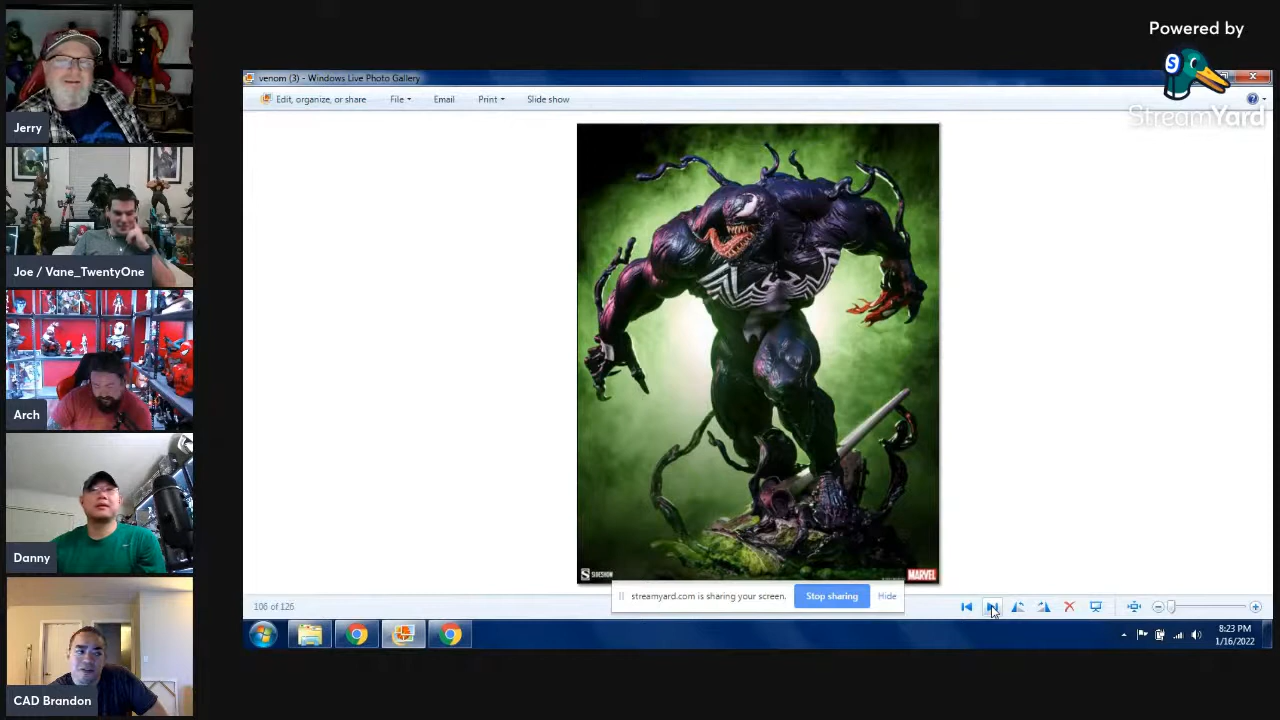 Powered by
StreamYard
Jerry
Joe / Vane_TwentyOne
Arch
Danny
CAD Brandon
venom (3) - Windows Live Photo Gallery
Edit, organize, or share File Email Print Slide show
S SIDESHOW
MARVEL
streamyard.com is sharing your screen. Stop sharing Hide
106 of 126
8:23 PM
1/16/2022